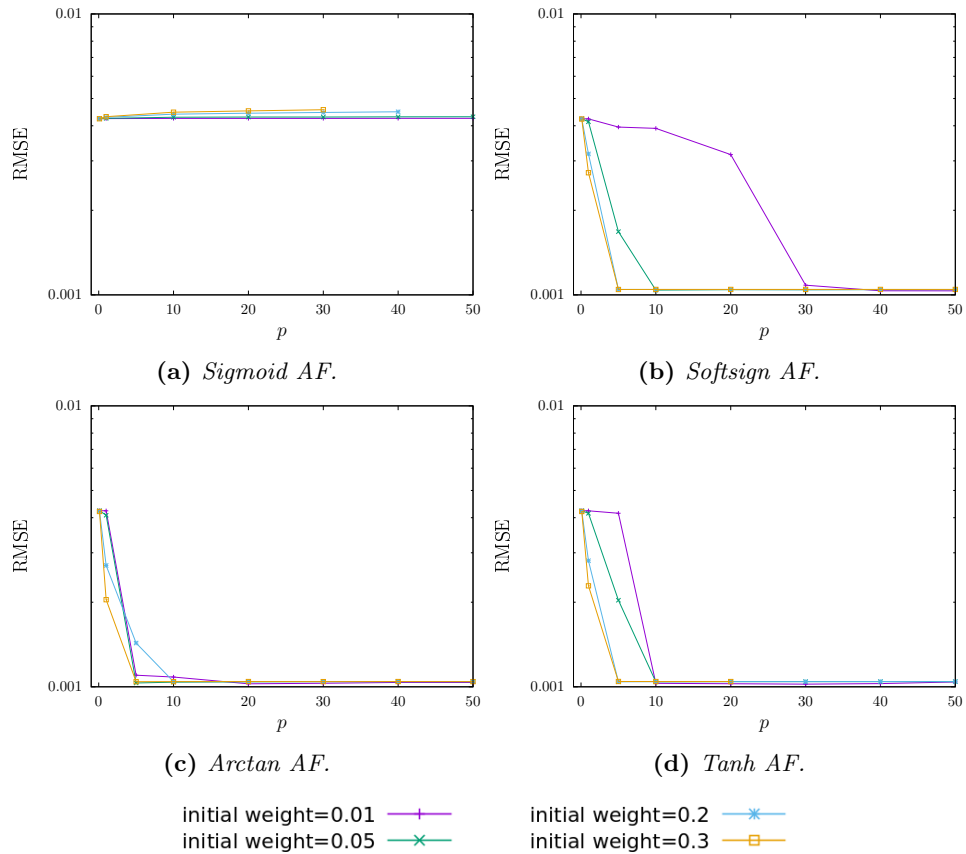 0.01
RMSE
0.001
0 10 20 30 40 50
p
(a) Sigmoid AF.
0.01
RMSE
0.001
0 10 20 30 40 50
p
(b) Softsign AF.
0.01
RMSE
0.001
0 10 20 30 40 50
p
(c) Arctan AF.
0.01
RMSE
0.001
0 10 20 30 40 50
p
(d) Tanh AF.
initial weight=0.01
initial weight=0.05
initial weight=0.2
initial weight=0.3